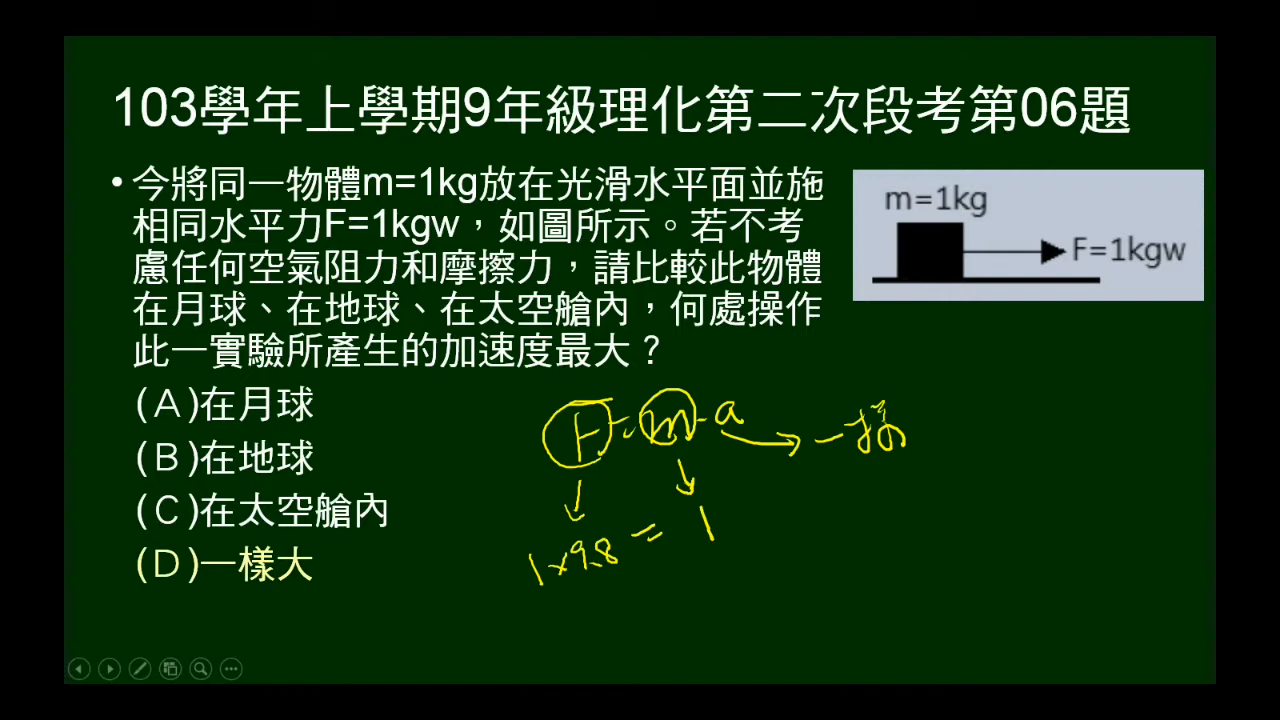 103學年上學期9年級理化第二次段考第06題
•今將同一物體m=1kg放在光滑水平面並施
相同水平力F=1kgw，如圖所示。若不考
慮任何空氣阻力和摩擦力，請比較此物體
在月球、在地球、在太空艙內，何處操作
此一實驗所產生的加速度最大？
(A)在月球
(B)在地球
(C)在太空艙內
(D)一樣大
m=1kg
F=1kgw
F=m·a → 一樣
1×9.8 = 1